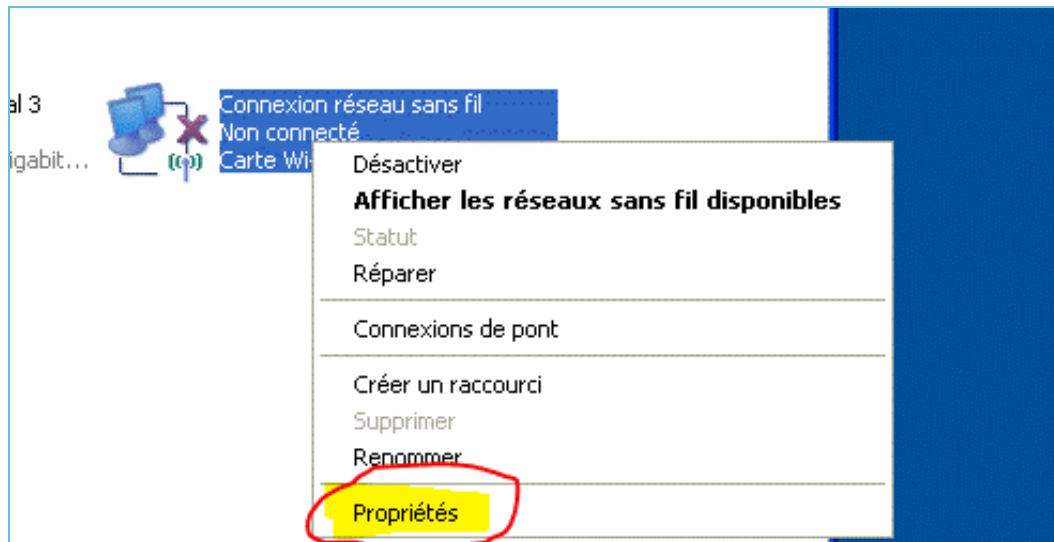 al 3
igabit...
Connexion réseau sans fil
Non connecté
Carte Wi-
Désactiver
Afficher les réseaux sans fil disponibles
Statut
Réparer
Connexions de pont
Créer un raccourci
Supprimer
Renommer
Propriétés